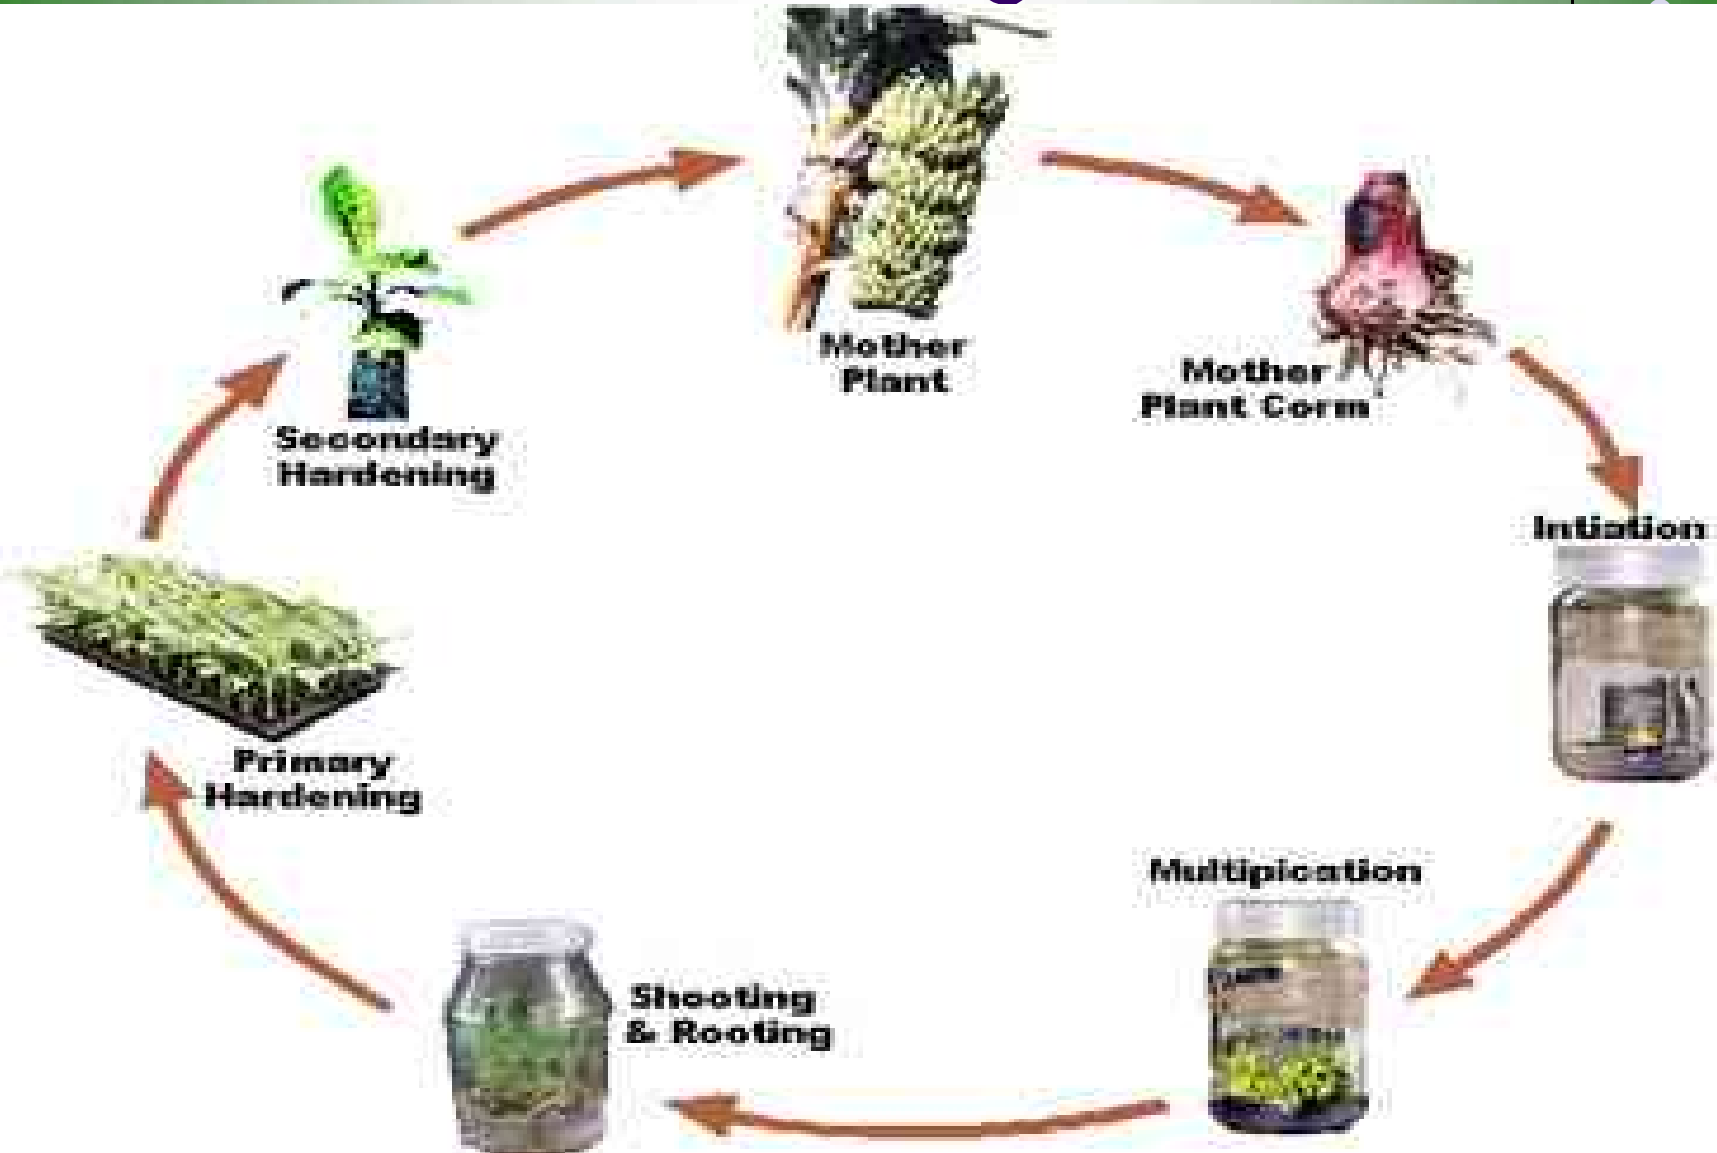 Mother
Plant
Mother
Plant Corm
Intiation
Multipication
Shooting
& Rooting
Primary
Hardening
Secondary
Hardening